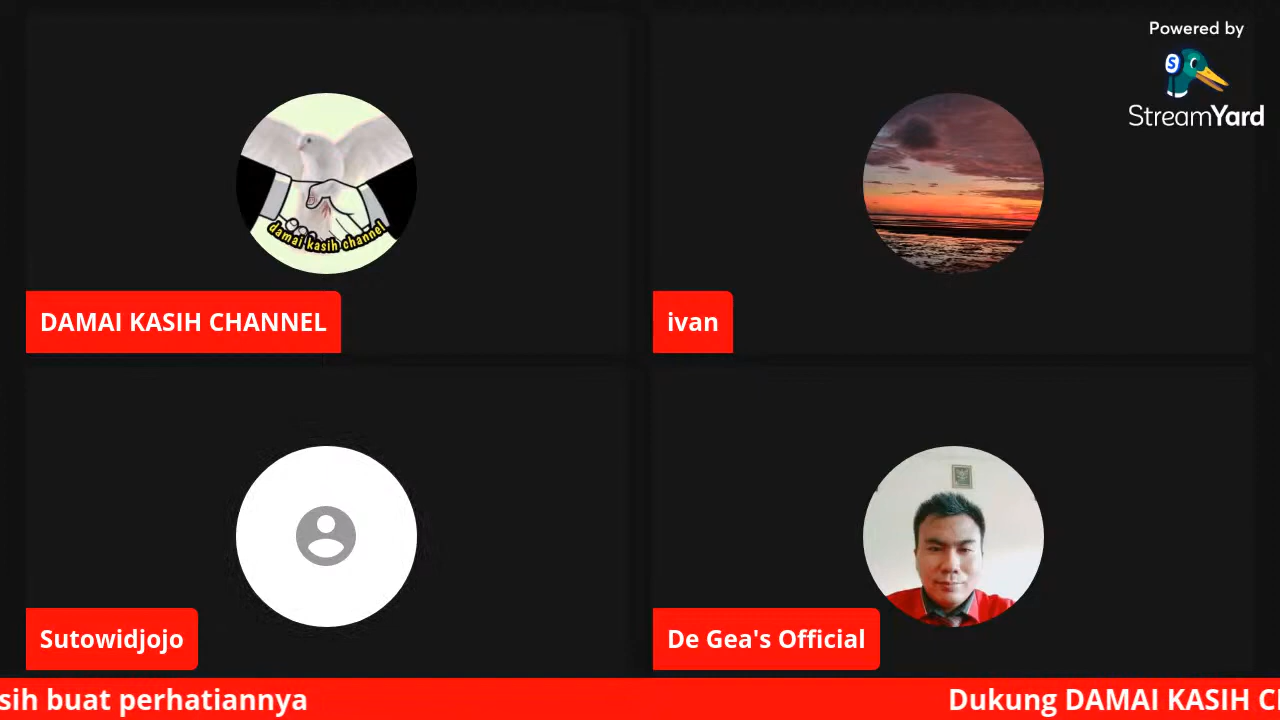 Powered by
S
StreamYard
damai kasih channel
DAMAI KASIH CHANNEL
ivan
Sutowidjojo
De Gea's Official
sih buat perhatiannya
Dukung DAMAI KASIH C